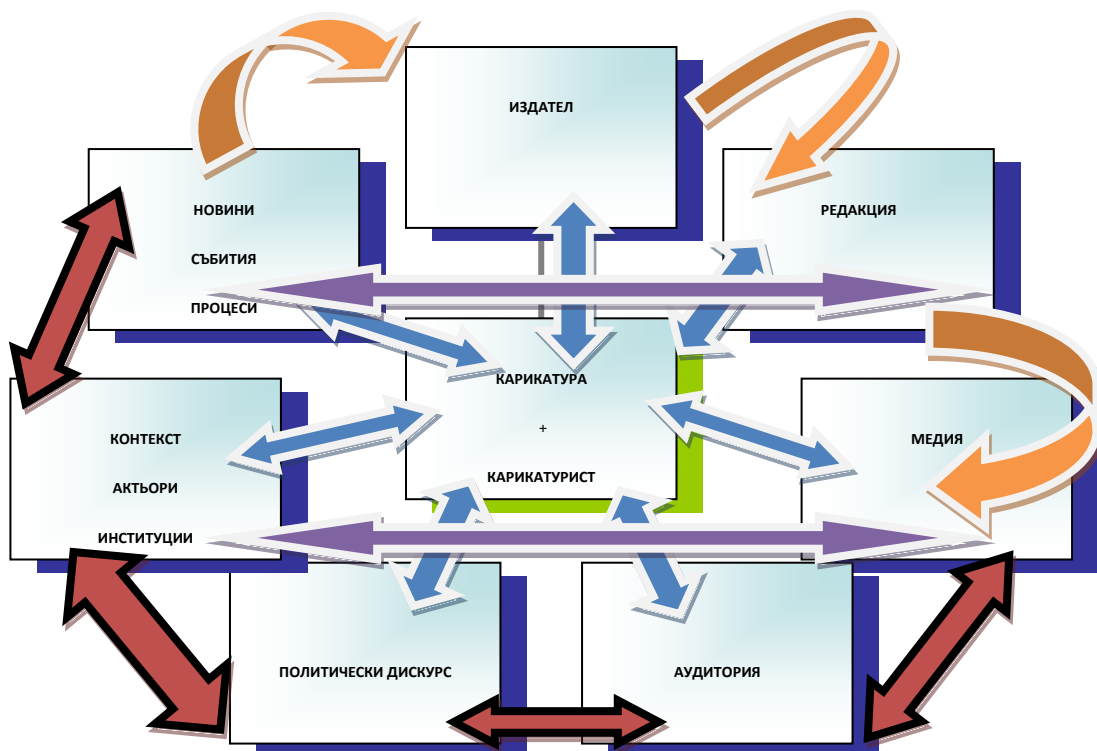 ИЗДАТЕЛ
НОВИНИ
СЪБИТИЯ
ПРОЦЕСИ
РЕДАКЦИЯ
КАРИКАТУРА
+
КАРИКАТУРИСТ
КОНТЕКСТ
АКТЬОРИ
ИНСТИТУЦИИ
МЕДИЯ
ПОЛИТИЧЕСКИ ДИСКУРС
АУДИТОРИЯ